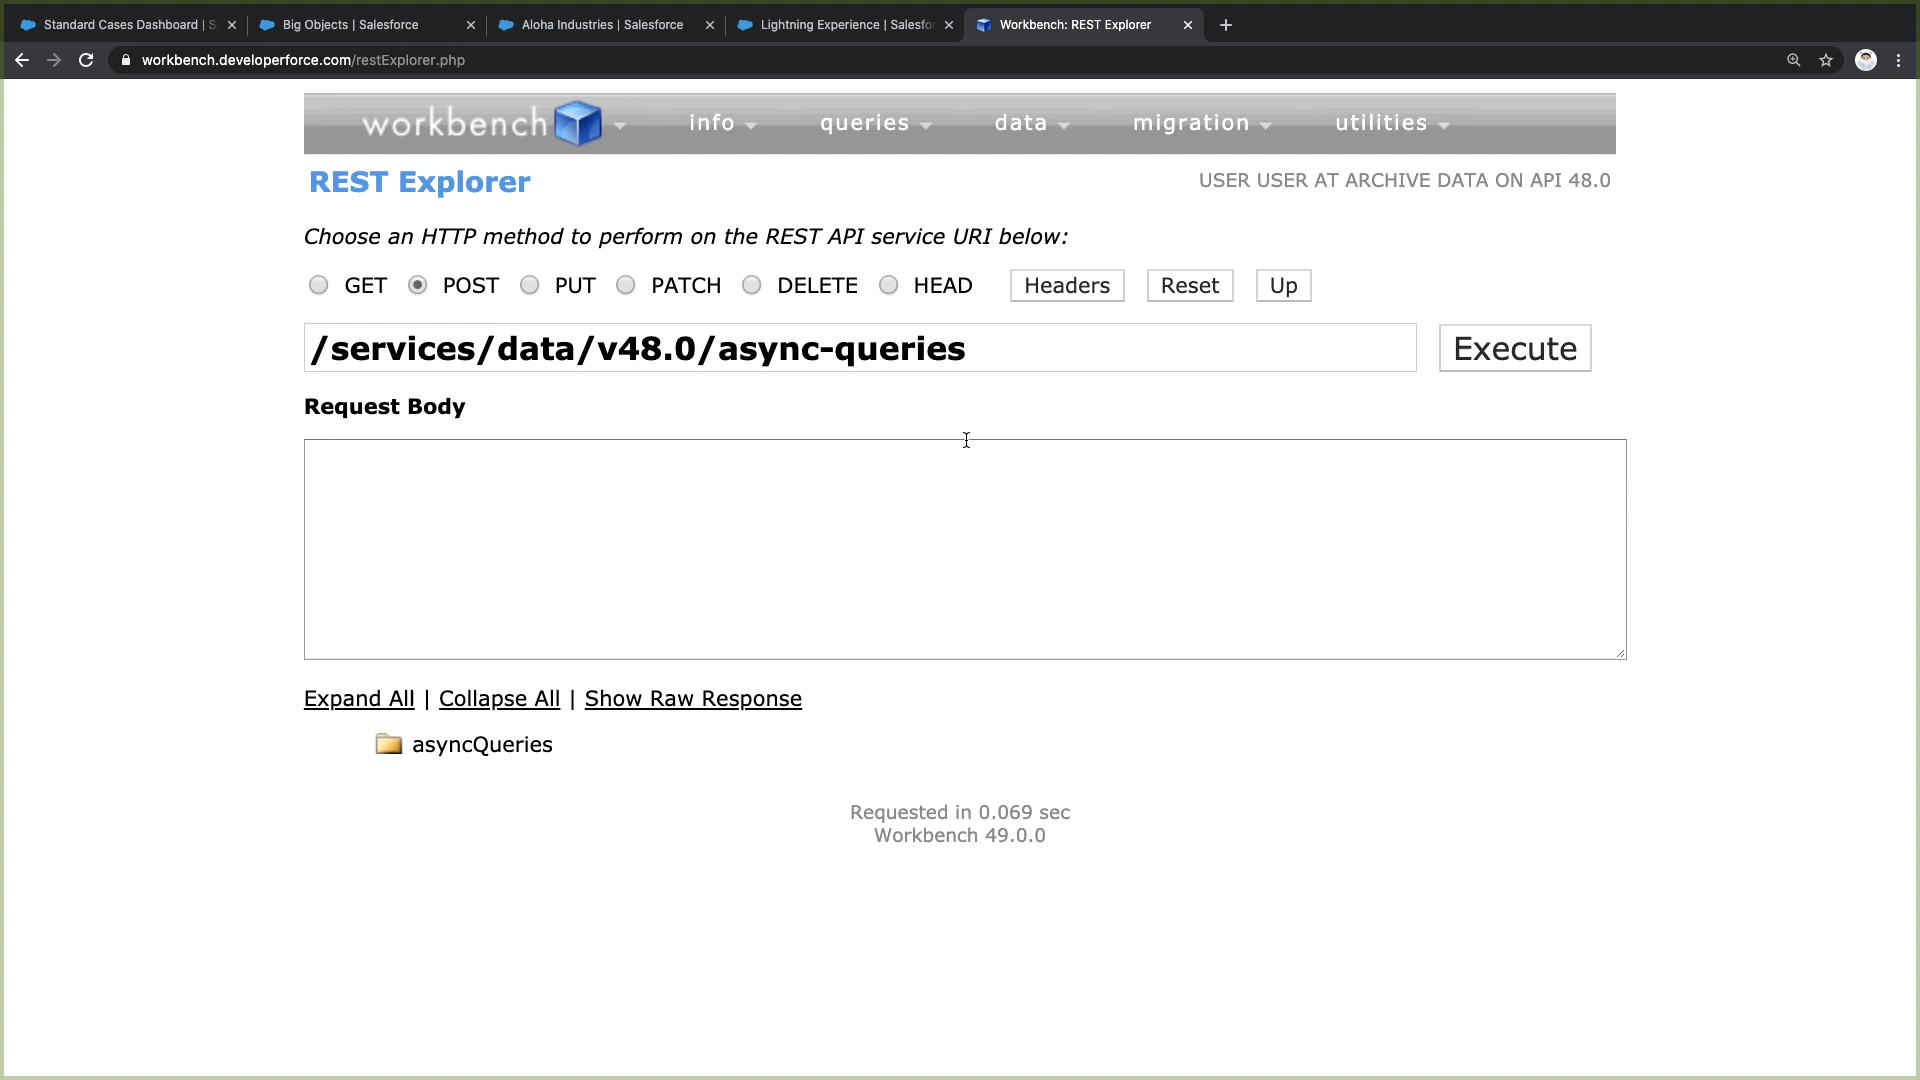 Standard Cases Dashboard | S
Big Objects | Salesforce
Aloha Industries | Salesforce
Lightning Experience | Salesfo
Workbench: REST Explorer
workbench.developerforce.com/restExplorer.php
workbench info queries data migration utilities
REST Explorer
USER USER AT ARCHIVE DATA ON API 48.0
Choose an HTTP method to perform on the REST API service URI below:
GET POST PUT PATCH DELETE HEAD Headers Reset Up
/services/data/v48.0/async-queries Execute
Request Body
Expand All | Collapse All | Show Raw Response
asyncQueries
Requested in 0.069 sec
Workbench 49.0.0